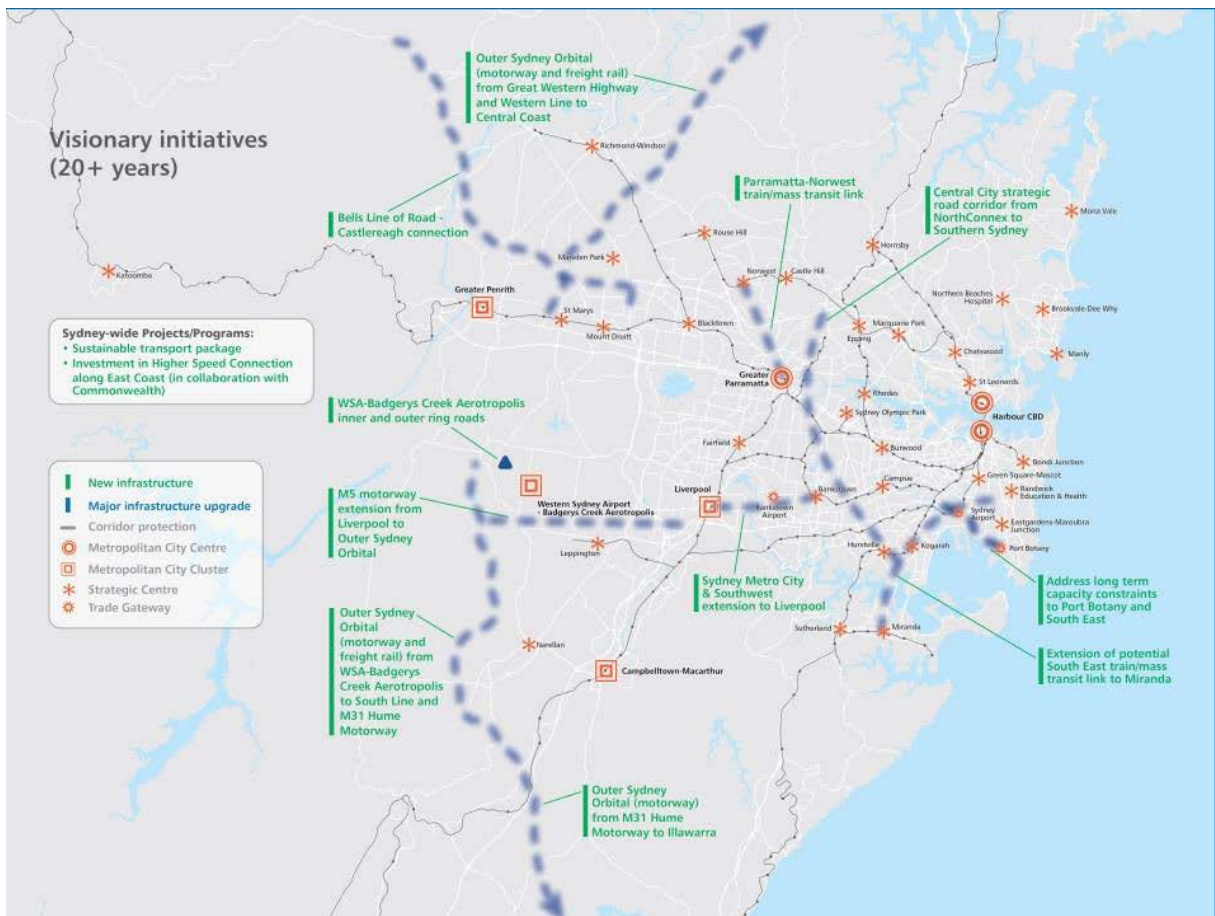 Visionary initiatives
(20+ years)
Outer Sydney Orbital
(motorway and freight rail)
from Great Western Highway
and Western Line to
Central Coast
Richmond-Windsor
Parramatta-Norwest
train/mass transit link
Central City strategic
road corridor from
NorthConnex to
Southern Sydney
Mona Vale
Bells Line of Road -
Castlereagh connection
Rouse Hill
Hornsby
Marsden Park
Katoomba
Norwest
Castle Hill
Greater Penrith
Northern Beaches
Hospital
Brookvale-Dee Why
St Marys
Mount Druitt
Blacktown
Epping
Macquarie Park
Chatswood
Manly
Sydney-wide Projects/Programs:
• Sustainable transport package
• Investment in Higher Speed Connection
along East Coast (in collaboration with
Commonwealth)
Greater
Parramatta
St Leonards
Rhodes
Sydney Olympic Park
Harbour CBD
WSA-Badgerys Creek Aerotropolis
inner and outer ring roads
Fairfield
Burwood
Bondi Junction
New infrastructure
Major infrastructure upgrade
Corridor protection
Metropolitan City Centre
Metropolitan City Cluster
Strategic Centre
Trade Gateway
M5 motorway
extension from
Liverpool to
Outer Sydney
Orbital
Western Sydney Airport
- Badgerys Creek Aerotropolis
Liverpool
Bankstown
Airport
Bankstown
Campsie
Green Square-Mascot
Randwick
Education & Health
Sydney
Airport
Eastgardens-Maroubra
Junction
Port Botany
Leppington
Hurstville
Kogarah
Sydney Metro City
& Southwest
extension to Liverpool
Address long term
capacity constraints
to Port Botany and
South East
Outer Sydney
Orbital
(motorway and
freight rail) from
WSA-Badgerys
Creek Aerotropolis
to South Line and
M31 Hume
Motorway
Narellan
Sutherland
Miranda
Campbelltown-Macarthur
Extension of potential
South East train/mass
transit link to Miranda
Outer Sydney
Orbital (motorway)
from M31 Hume
Motorway to Illawarra